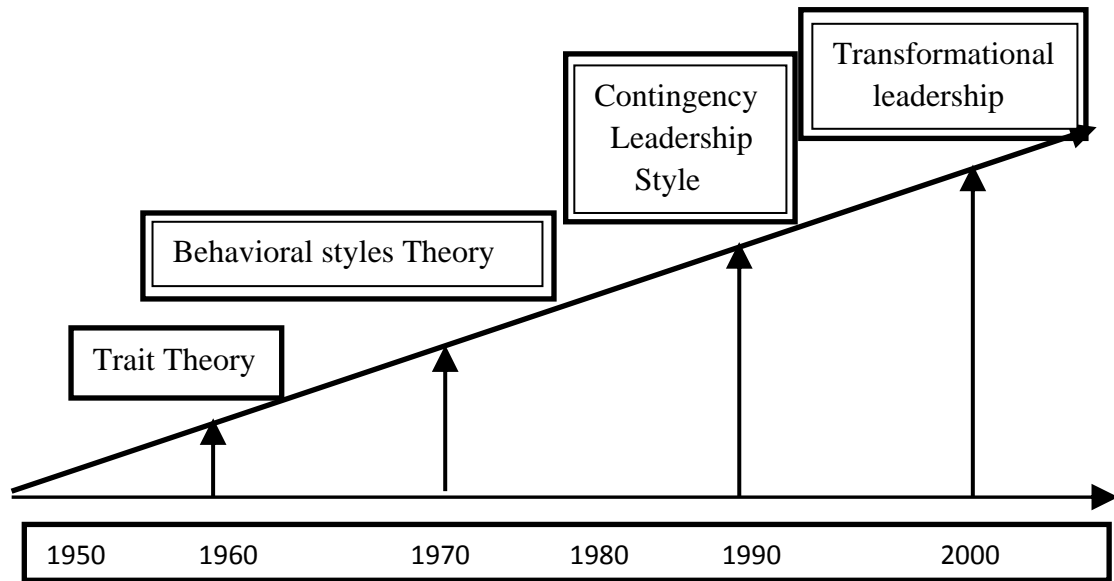 Transformational
leadership
Contingency
Leadership
Style
Behavioral styles Theory
Trait Theory
1950 1960 1970 1980 1990 2000